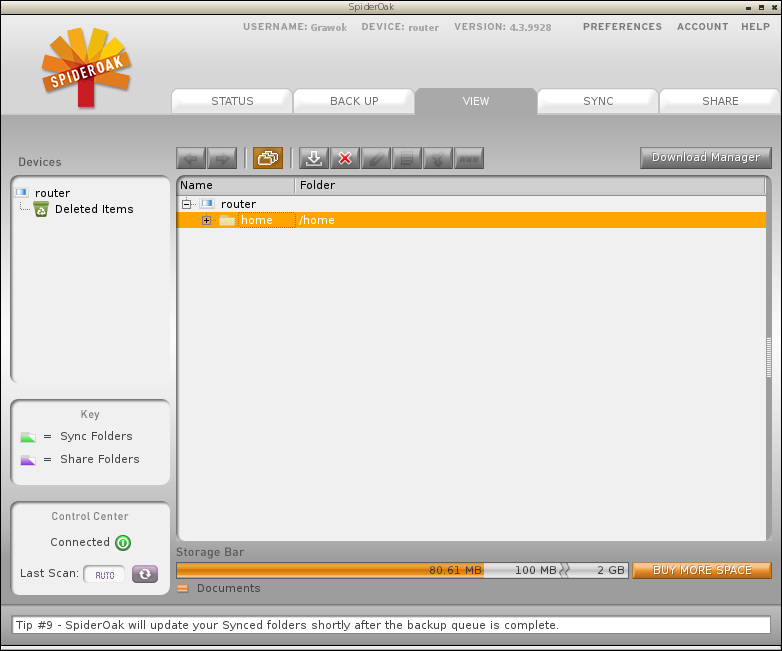 SpiderOak
USERNAME: Grawok DEVICE: router VERSION: 4.3.9928 PREFERENCES ACCOUNT HELP
SPIDEROAK
STATUS BACK UP VIEW SYNC SHARE
Devices
Download Manager
router
Deleted Items
Name Folder
router
home /home
Key
= Sync Folders
= Share Folders
Control Center
Connected
Last Scan: AUTO
Storage Bar
80.61 MB 100 MB 2 GB BUY MORE SPACE
Documents
Tip #9 - SpiderOak will update your Synced folders shortly after the backup queue is complete.